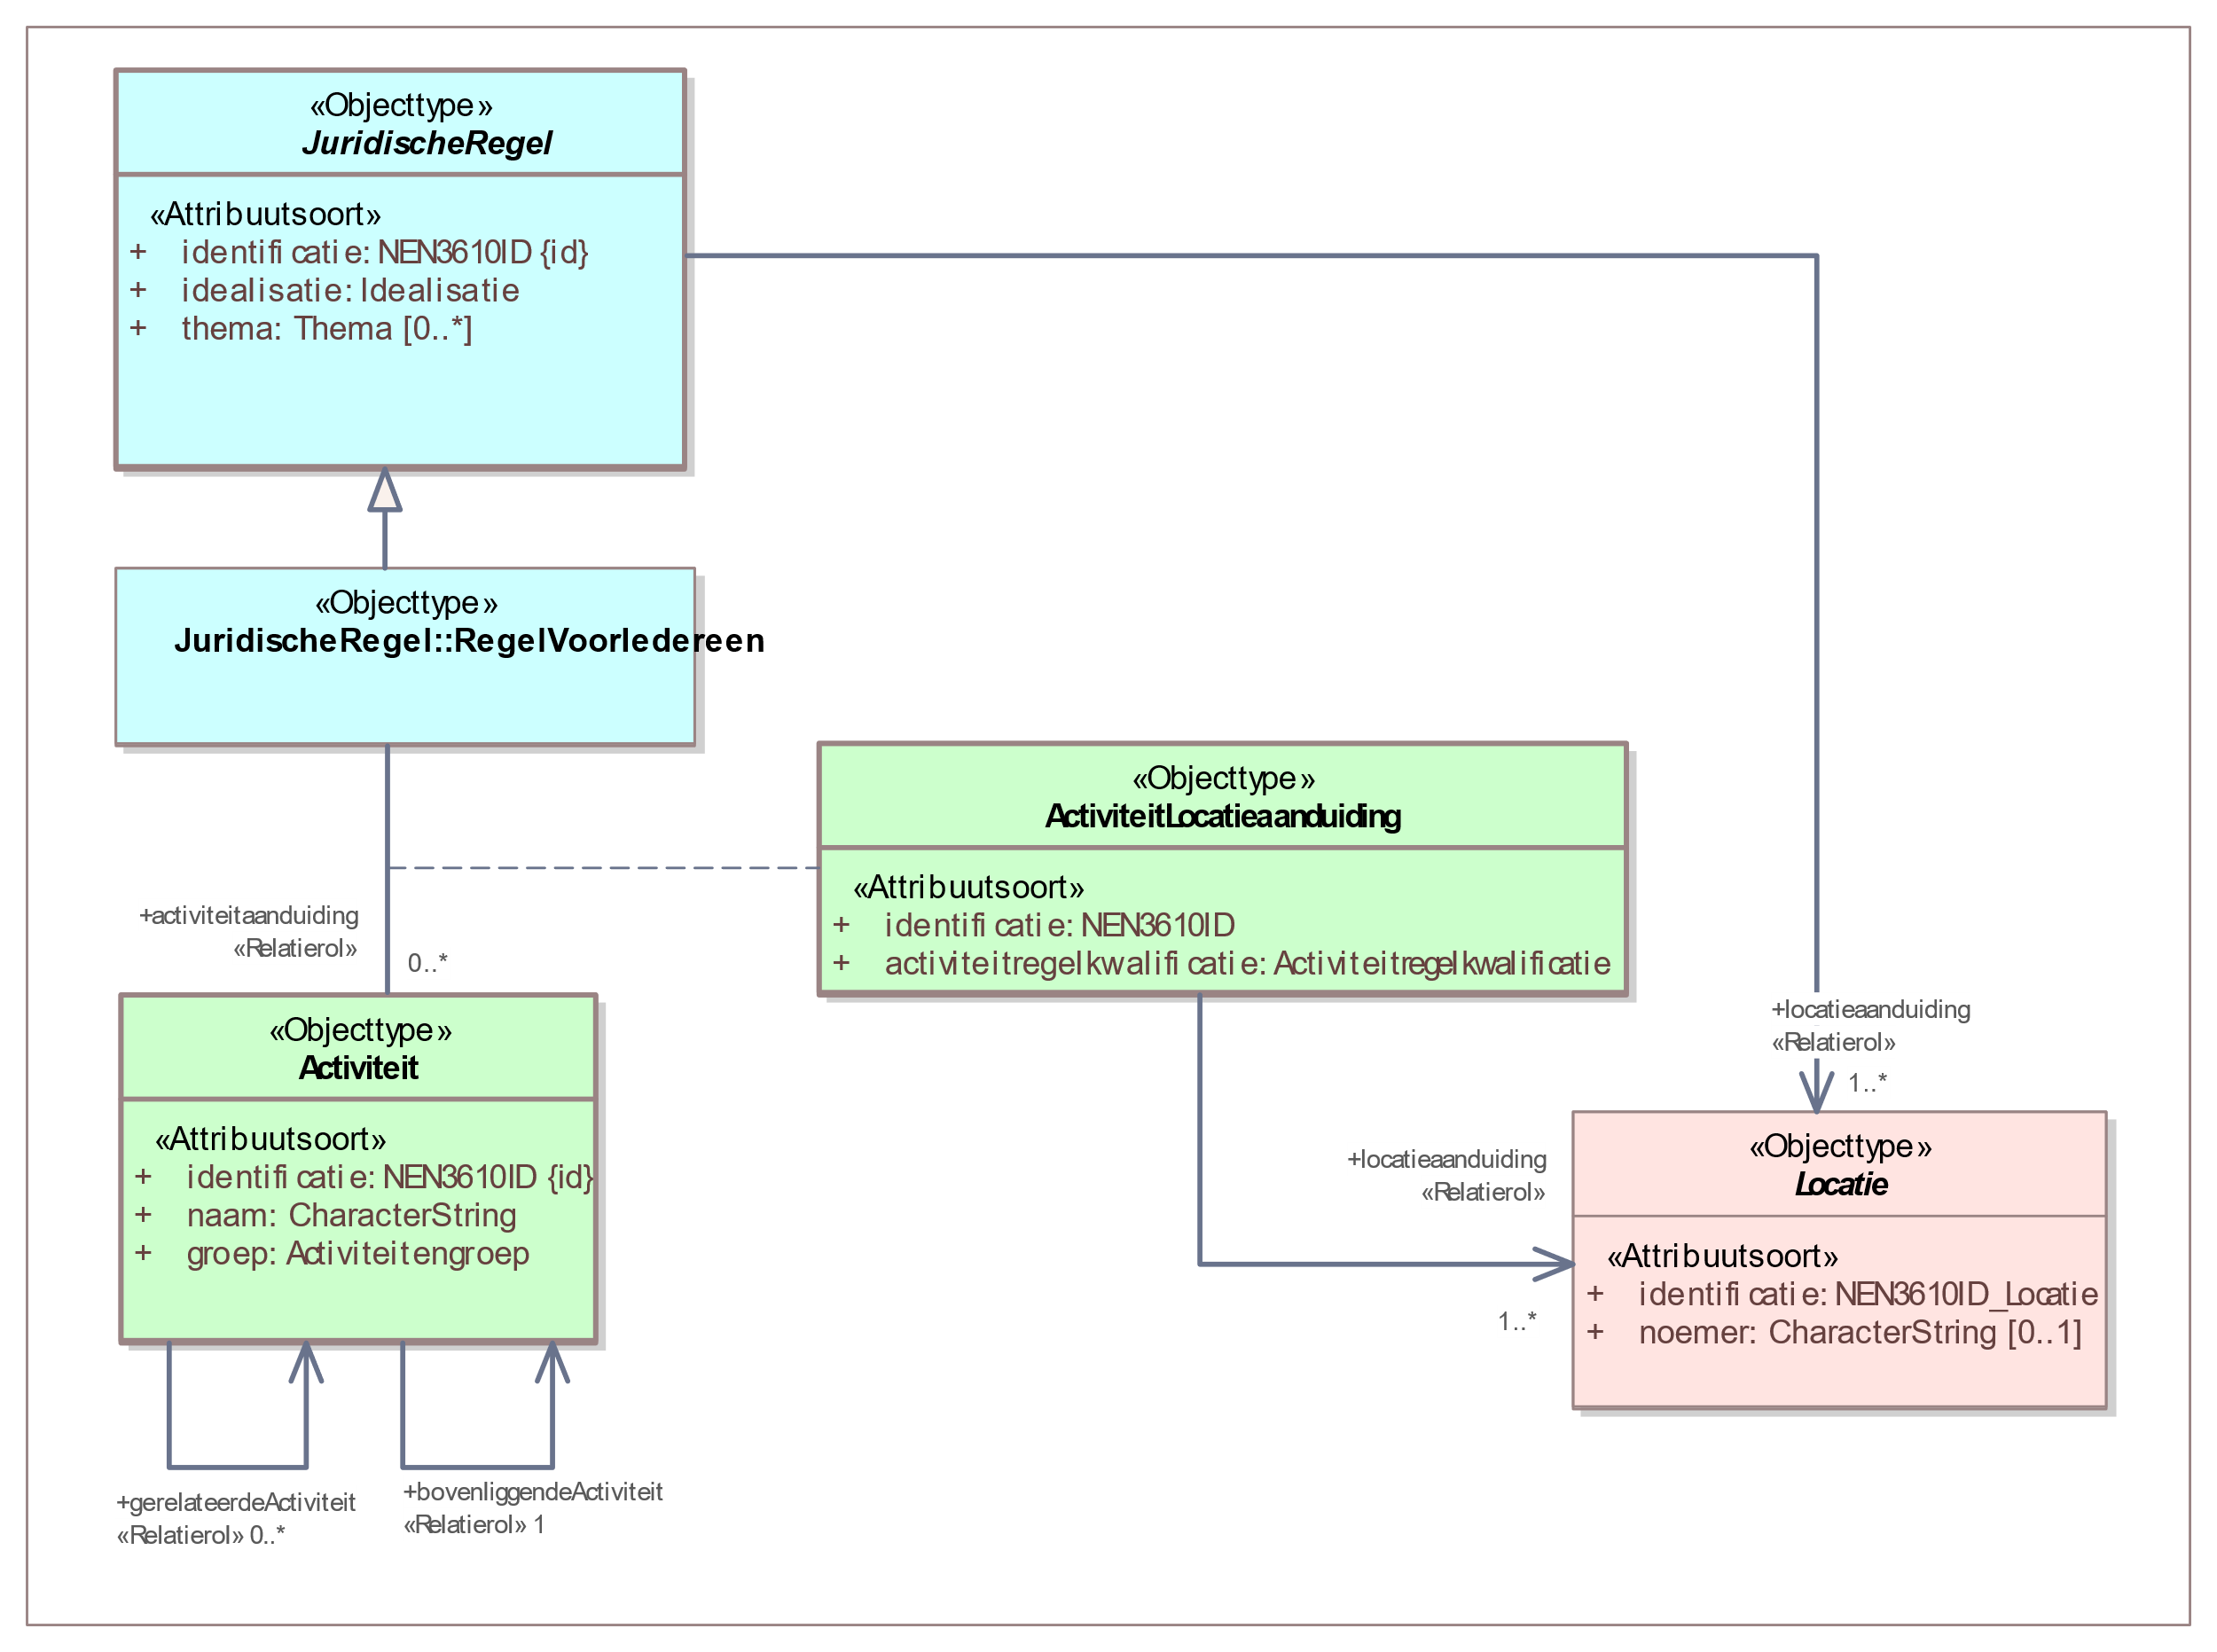 «Objecttype»
JuridischeRegel
«Attribuutsoort»
+ identificatie: NEN3610ID {id}
+ idealisatie: Idealisatie
+ thema: Thema [0..*]
«Objecttype»
JuridischeRegel::RegelVoorIedereen
«Objecttype»
ActiviteitLocatieaanduiding
«Attribuutsoort»
+ identificatie: NEN3610ID
+ activiteitregelkwalificatie: Activiteitregelkwalificatie
+activiteitaanduiding
«Relatierol»
0..*
«Objecttype»
Activiteit
«Attribuutsoort»
+ identificatie: NEN3610ID {id}
+ naam: CharacterString
+ groep: Activiteitengroep
+locatieaanduiding
«Relatierol»
1..*
+locatieaanduiding
«Relatierol»
1..*
«Objecttype»
Locatie
«Attribuutsoort»
+ identificatie: NEN3610ID_Locatie
+ noemer: CharacterString [0..1]
+gerelateerdeActiviteit
«Relatierol» 0..*
+bovenliggendeActiviteit
«Relatierol» 1